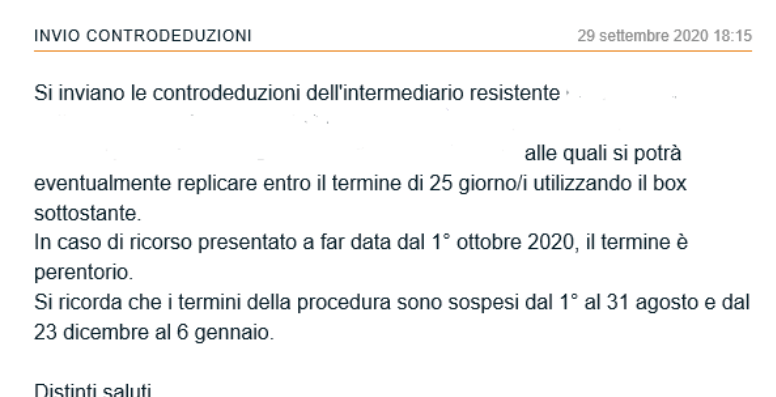 INVIO CONTRODEDUZIONI 29 settembre 2020 18:15
Si inviano le controdeduzioni dell'intermediario resistente
alle quali si potrà
eventualmente replicare entro il termine di 25 giorno/i utilizzando il box
sottostante.
In caso di ricorso presentato a far data dal 1° ottobre 2020, il termine è
perentorio.
Si ricorda che i termini della procedura sono sospesi dal 1° al 31 agosto e dal
23 dicembre al 6 gennaio.
Distinti saluti